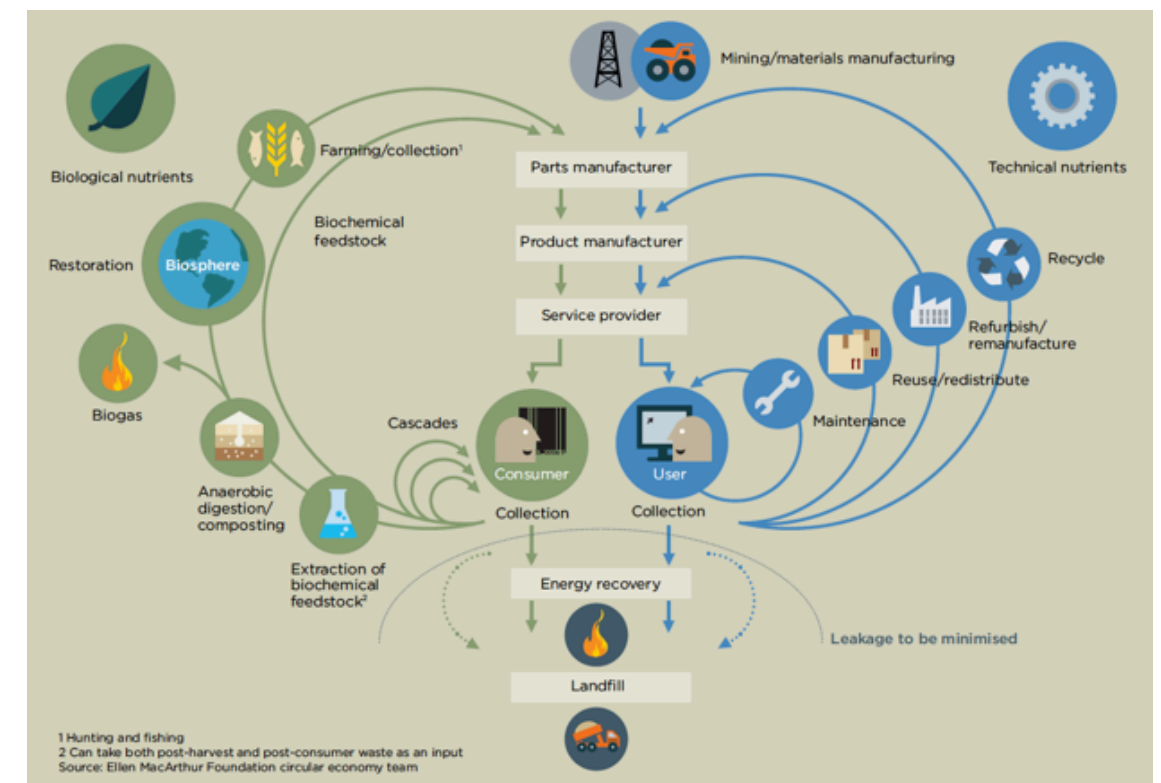 Mining/materials manufacturing
Biological nutrients
Farming/collection¹
Parts manufacturer
Technical nutrients
Biochemical
feedstock
Product manufacturer
Restoration
Biosphere
Recycle
Service provider
Refurbish/
remanufacture
Biogas
Reuse/redistribute
Cascades
Maintenance
Consumer
User
Anaerobic
digestion/
composting
Collection
Collection
Extraction of
biochemical
feedstock²
Energy recovery
Leakage to be minimised
Landfill
1 Hunting and fishing
2 Can take both post-harvest and post-consumer waste as an input
Source: Ellen MacArthur Foundation circular economy team